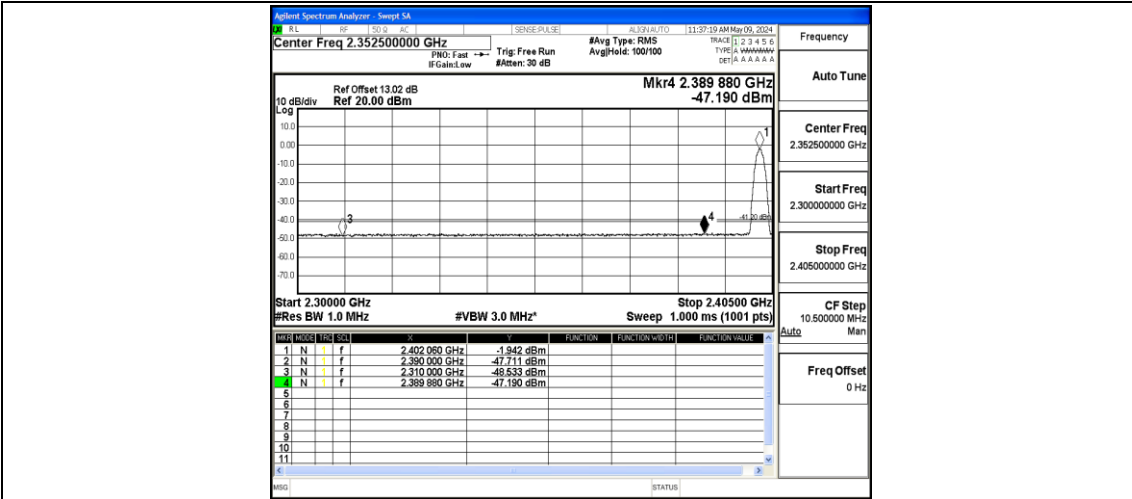 Agilent Spectrum Analyzer - Swept SA
RL RF 50 Ω AC SENSE:PULSE ALIGN AUTO 11:37:19 AM May 09, 2024
Center Freq 2.352500000 GHz
PNO: Fast
IFGain:Low
Trig: Free Run
#Atten: 30 dB
#Avg Type: RMS
Avg|Hold: 100/100
TRACE 1 2 3 4 5 6
TYPE A WWWWW
DET A A A A A A
Frequency
Auto Tune
Center Freq
2.352500000 GHz
Start Freq
2.300000000 GHz
Stop Freq
2.405000000 GHz
CF Step
10.500000 MHz
Auto Man
Freq Offset
0 Hz
Mkr4 2.389 880 GHz
-47.190 dBm
Ref Offset 13.02 dB
10 dB/div Ref 20.00 dBm
Log
10.0
0.00
-10.0
-20.0
-30.0
-40.0
-50.0
-60.0
-70.0
1
3
4
-41.20 dBm
Start 2.30000 GHz Stop 2.40500 GHz
#Res BW 1.0 MHz #VBW 3.0 MHz* Sweep 1.000 ms (1001 pts)
MKR MODE TRC SCL X Y FUNCTION FUNCTION WIDTH FUNCTION VALUE
1 N 1 f 2.402 060 GHz -1.942 dBm
2 N 1 f 2.390 000 GHz -47.711 dBm
3 N 1 f 2.310 000 GHz -48.533 dBm
4 N 1 f 2.389 880 GHz -47.190 dBm
5
6
7
8
9
10
11
MSG STATUS